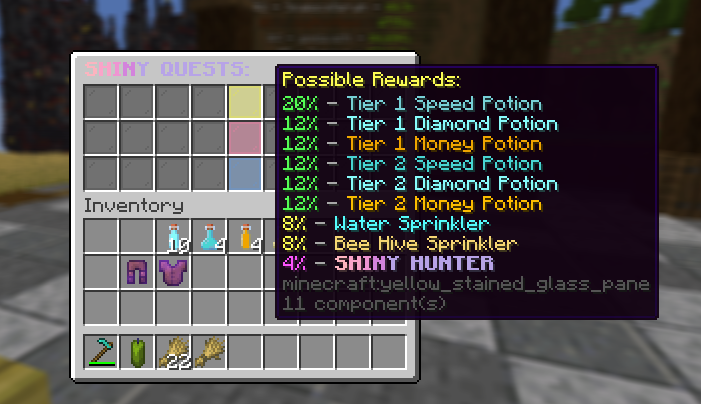 SHINY QUESTS:
Possible Rewards:
20% – Tier 1 Speed Potion
12% – Tier 1 Diamond Potion
12% – Tier 1 Money Potion
12% – Tier 2 Speed Potion
12% – Tier 2 Diamond Potion
12% – Tier 2 Money Potion
8% – Water Sprinkler
8% – Bee Hive Sprinkler
4% – SHINY HUNTER
minecraft:yellow_stained_glass_pane
11 component(s)
Inventory
10 4 4
22